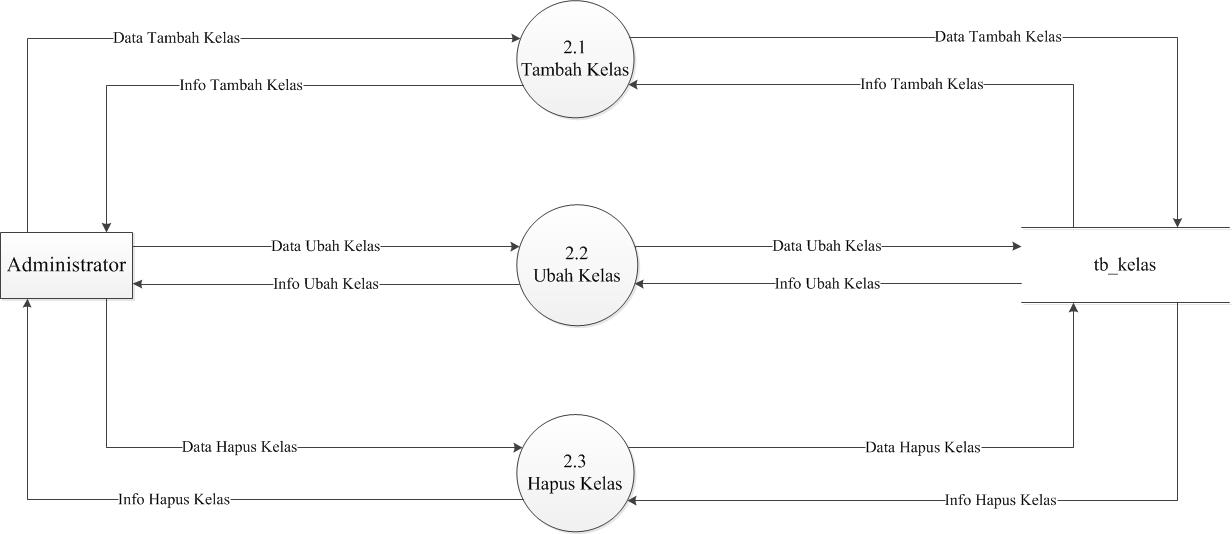 Data Tambah Kelas
2.1
Tambah Kelas
Data Tambah Kelas
Info Tambah Kelas
Info Tambah Kelas
Administrator
Data Ubah Kelas
2.2
Ubah Kelas
Data Ubah Kelas
Info Ubah Kelas
Info Ubah Kelas
tb_kelas
Data Hapus Kelas
2.3
Hapus Kelas
Data Hapus Kelas
Info Hapus Kelas
Info Hapus Kelas